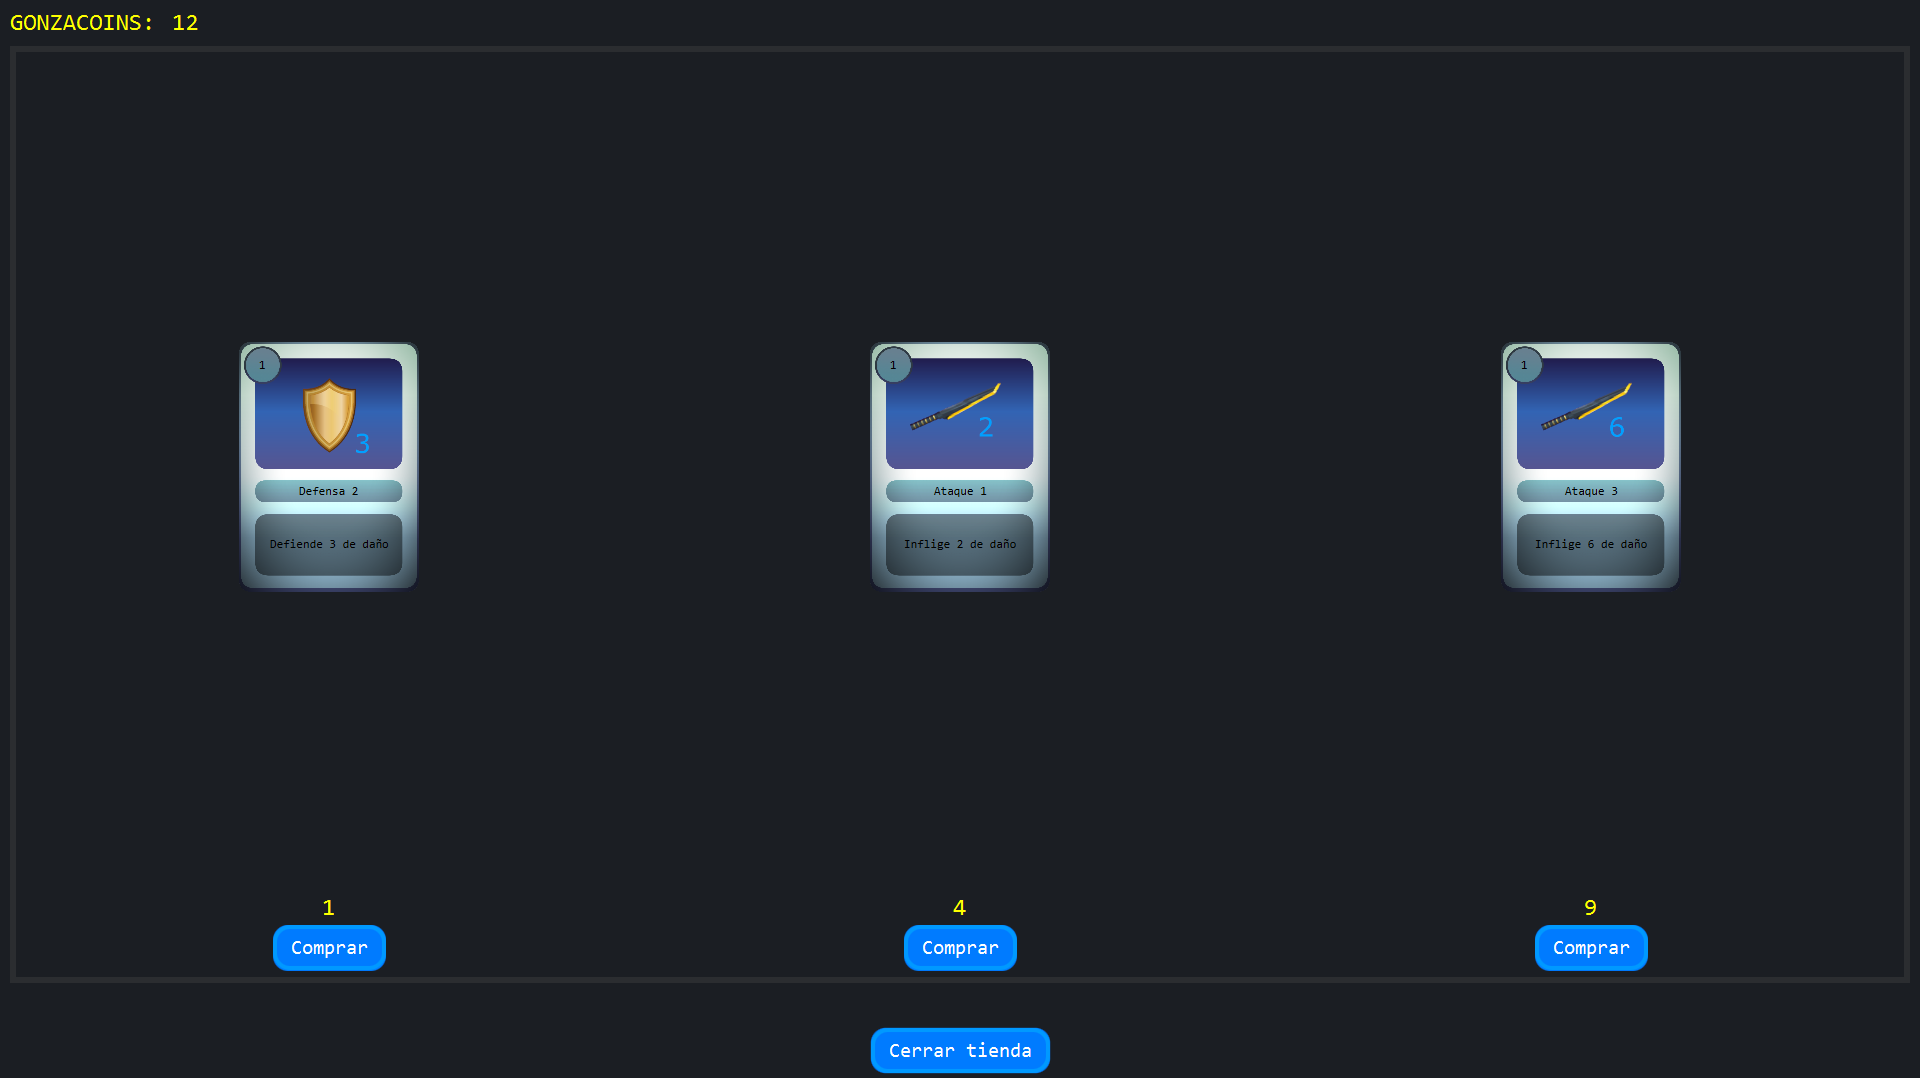 GONZACOINS: 12
1
3
Defensa 2
Defiende 3 de daño
1
Comprar
1
2
Ataque 1
Inflige 2 de daño
4
Comprar
1
6
Ataque 3
Inflige 6 de daño
9
Comprar
Cerrar tienda